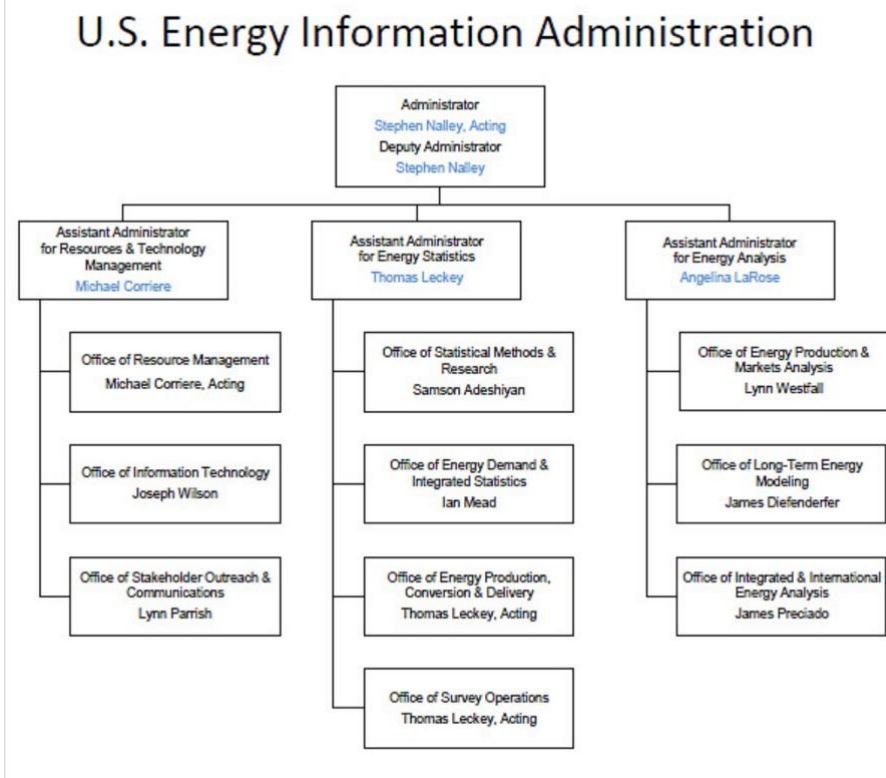 U.S. Energy Information Administration
Administrator
Stephen Nalley, Acting
Deputy Administrator
Stephen Nalley
Assistant Administrator
for Resources & Technology
Management
Michael Corriere
Assistant Administrator
for Energy Statistics
Thomas Leckey
Assistant Administrator
for Energy Analysis
Angelina LaRose
Office of Resource Management
Michael Corriere, Acting
Office of Information Technology
Joseph Wilson
Office of Stakeholder Outreach &
Communications
Lynn Parrish
Office of Statistical Methods &
Research
Samson Adeshiyan
Office of Energy Demand &
Integrated Statistics
Ian Mead
Office of Energy Production,
Conversion & Delivery
Thomas Leckey, Acting
Office of Survey Operations
Thomas Leckey, Acting
Office of Energy Production &
Markets Analysis
Lynn Westfall
Office of Long-Term Energy
Modeling
James Diefenderfer
Office of Integrated & International
Energy Analysis
James Preciado